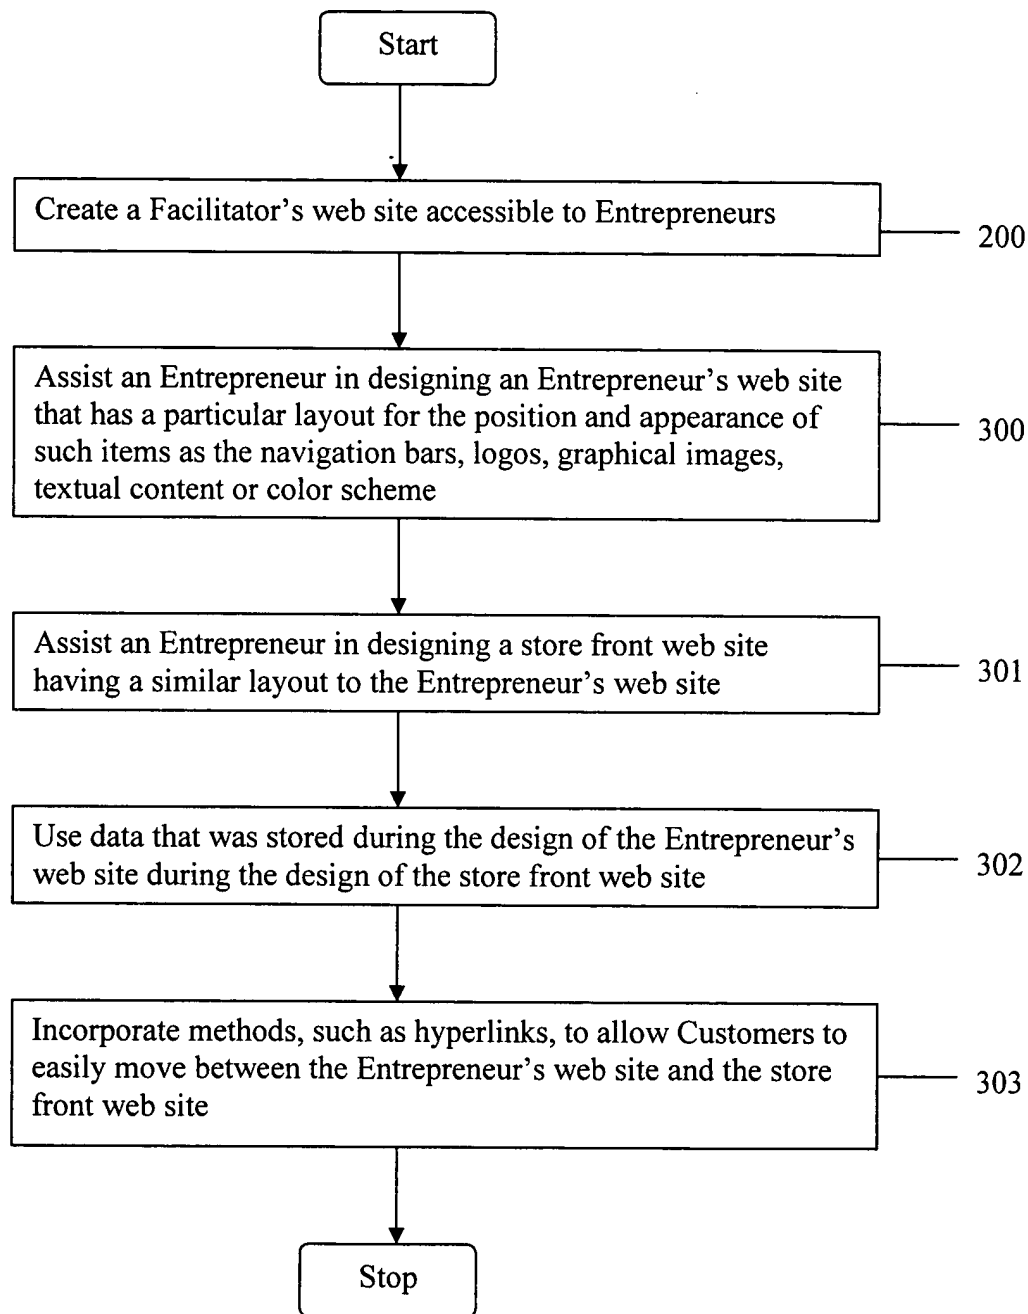 Start
Create a Facilitator's web site accessible to Entrepreneurs
200
Assist an Entrepreneur in designing an Entrepreneur's web site
that has a particular layout for the position and appearance of
such items as the navigation bars, logos, graphical images,
textual content or color scheme
300
Assist an Entrepreneur in designing a store front web site
having a similar layout to the Entrepreneur's web site
301
Use data that was stored during the design of the Entrepreneur's
web site during the design of the store front web site
302
Incorporate methods, such as hyperlinks, to allow Customers to
easily move between the Entrepreneur's web site and the store
front web site
303
Stop